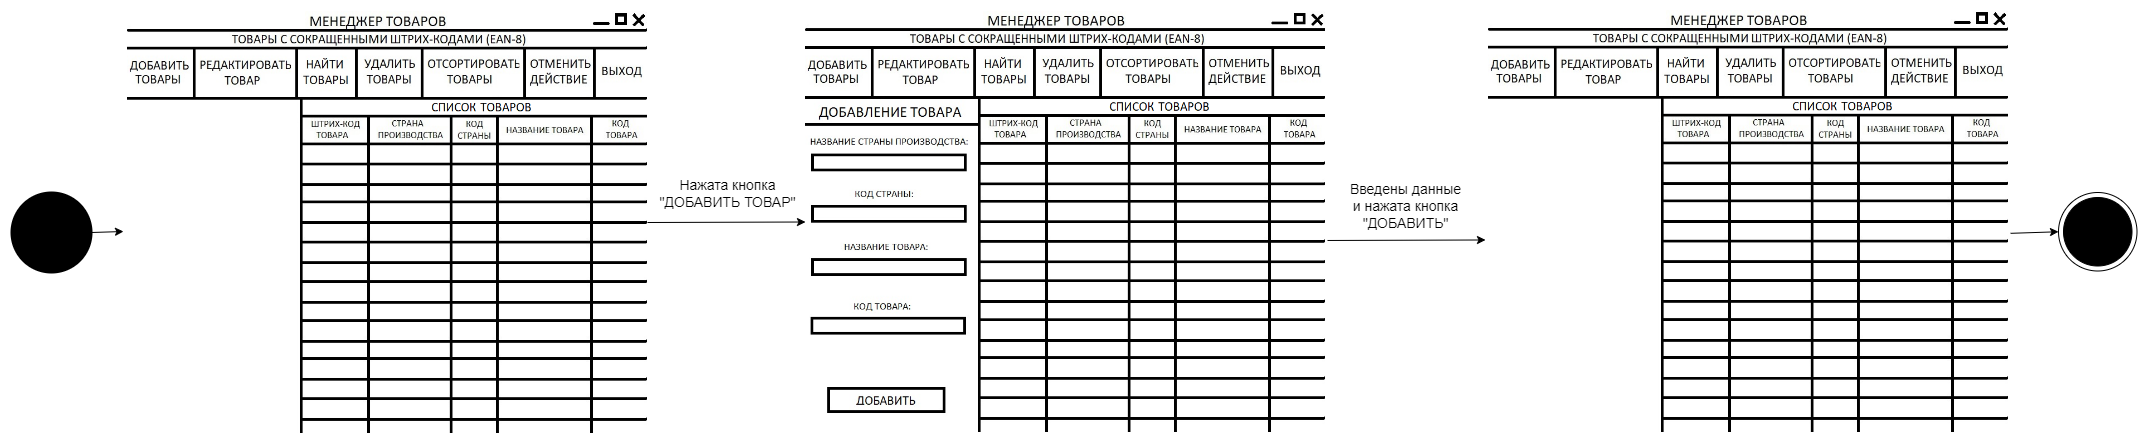 МЕНЕДЖЕР ТОВАРОВ
ТОВАРЫ С СОКРАЩЕННЫМИ ШТРИХ-КОДАМИ (EAN-8)
ДОБАВИТЬ
ТОВАРЫ
РЕДАКТИРОВАТЬ
ТОВАР
НАЙТИ
ТОВАРЫ
УДАЛИТЬ
ТОВАРЫ
ОТСОРТИРОВАТЬ
ТОВАРЫ
ОТМЕНИТЬ
ДЕЙСТВИЕ
ВЫХОД
СПИСОК ТОВАРОВ
ШТРИХ-КОД
ТОВАРА
СТРАНА
ПРОИЗВОДСТВА
КОД
СТРАНЫ
НАЗВАНИЕ ТОВАРА
КОД
ТОВАРА
Нажата кнопка
"ДОБАВИТЬ ТОВАР"
МЕНЕДЖЕР ТОВАРОВ
ТОВАРЫ С СОКРАЩЕННЫМИ ШТРИХ-КОДАМИ (EAN-8)
ДОБАВИТЬ
ТОВАРЫ
РЕДАКТИРОВАТЬ
ТОВАР
НАЙТИ
ТОВАРЫ
УДАЛИТЬ
ТОВАРЫ
ОТСОРТИРОВАТЬ
ТОВАРЫ
ОТМЕНИТЬ
ДЕЙСТВИЕ
ВЫХОД
ДОБАВЛЕНИЕ ТОВАРА
НАЗВАНИЕ СТРАНЫ ПРОИЗВОДСТВА:
КОД СТРАНЫ:
НАЗВАНИЕ ТОВАРА:
КОД ТОВАРА:
ДОБАВИТЬ
СПИСОК ТОВАРОВ
ШТРИХ-КОД
ТОВАРА
СТРАНА
ПРОИЗВОДСТВА
КОД
СТРАНЫ
НАЗВАНИЕ ТОВАРА
КОД
ТОВАРА
Введены данные
и нажата кнопка
"ДОБАВИТЬ"
МЕНЕДЖЕР ТОВАРОВ
ТОВАРЫ С СОКРАЩЕННЫМИ ШТРИХ-КОДАМИ (EAN-8)
ДОБАВИТЬ
ТОВАРЫ
РЕДАКТИРОВАТЬ
ТОВАР
НАЙТИ
ТОВАРЫ
УДАЛИТЬ
ТОВАРЫ
ОТСОРТИРОВАТЬ
ТОВАРЫ
ОТМЕНИТЬ
ДЕЙСТВИЕ
ВЫХОД
СПИСОК ТОВАРОВ
ШТРИХ-КОД
ТОВАРА
СТРАНА
ПРОИЗВОДСТВА
КОД
СТРАНЫ
НАЗВАНИЕ ТОВАРА
КОД
ТОВАРА